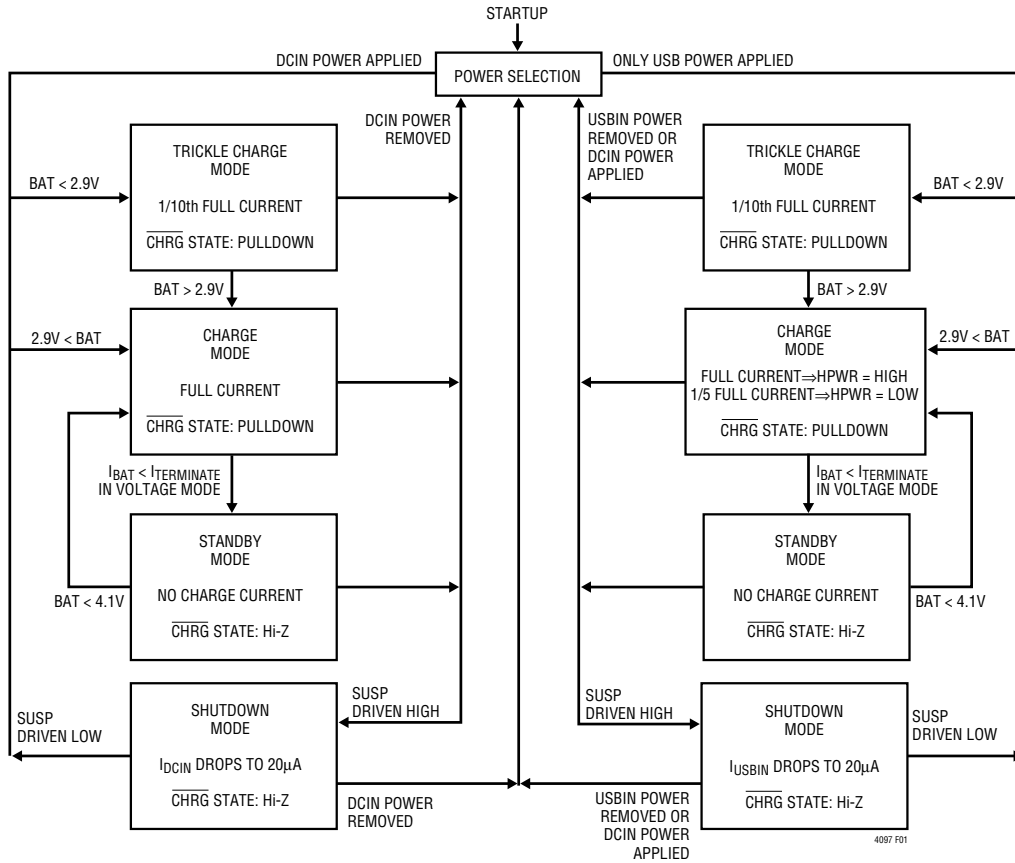 STARTUP
DCIN POWER APPLIED
POWER SELECTION
ONLY USB POWER APPLIED
DCIN POWER
REMOVED
USBIN POWER
REMOVED OR
DCIN POWER
APPLIED
TRICKLE CHARGE
MODE
1/10th FULL CURRENT
CHRG STATE: PULLDOWN
BAT < 2.9V
BAT > 2.9V
TRICKLE CHARGE
MODE
1/10th FULL CURRENT
CHRG STATE: PULLDOWN
BAT < 2.9V
BAT > 2.9V
2.9V < BAT
CHARGE
MODE
FULL CURRENT
CHRG STATE: PULLDOWN
CHARGE
MODE
FULL CURRENT⇒HPWR = HIGH
1/5 FULL CURRENT⇒HPWR = LOW
CHRG STATE: PULLDOWN
2.9V < BAT
IBAT < ITERMINATE
IN VOLTAGE MODE
IBAT < ITERMINATE
IN VOLTAGE MODE
STANDBY
MODE
NO CHARGE CURRENT
CHRG STATE: Hi-Z
BAT < 4.1V
STANDBY
MODE
NO CHARGE CURRENT
CHRG STATE: Hi-Z
BAT < 4.1V
SUSP
DRIVEN LOW
SHUTDOWN
MODE
IDCIN DROPS TO 20µA
CHRG STATE: Hi-Z
SUSP
DRIVEN HIGH
DCIN POWER
REMOVED
SUSP
DRIVEN HIGH
USBIN POWER
REMOVED OR
DCIN POWER
APPLIED
SHUTDOWN
MODE
IUSBIN DROPS TO 20µA
CHRG STATE: Hi-Z
SUSP
DRIVEN LOW
4097 F01